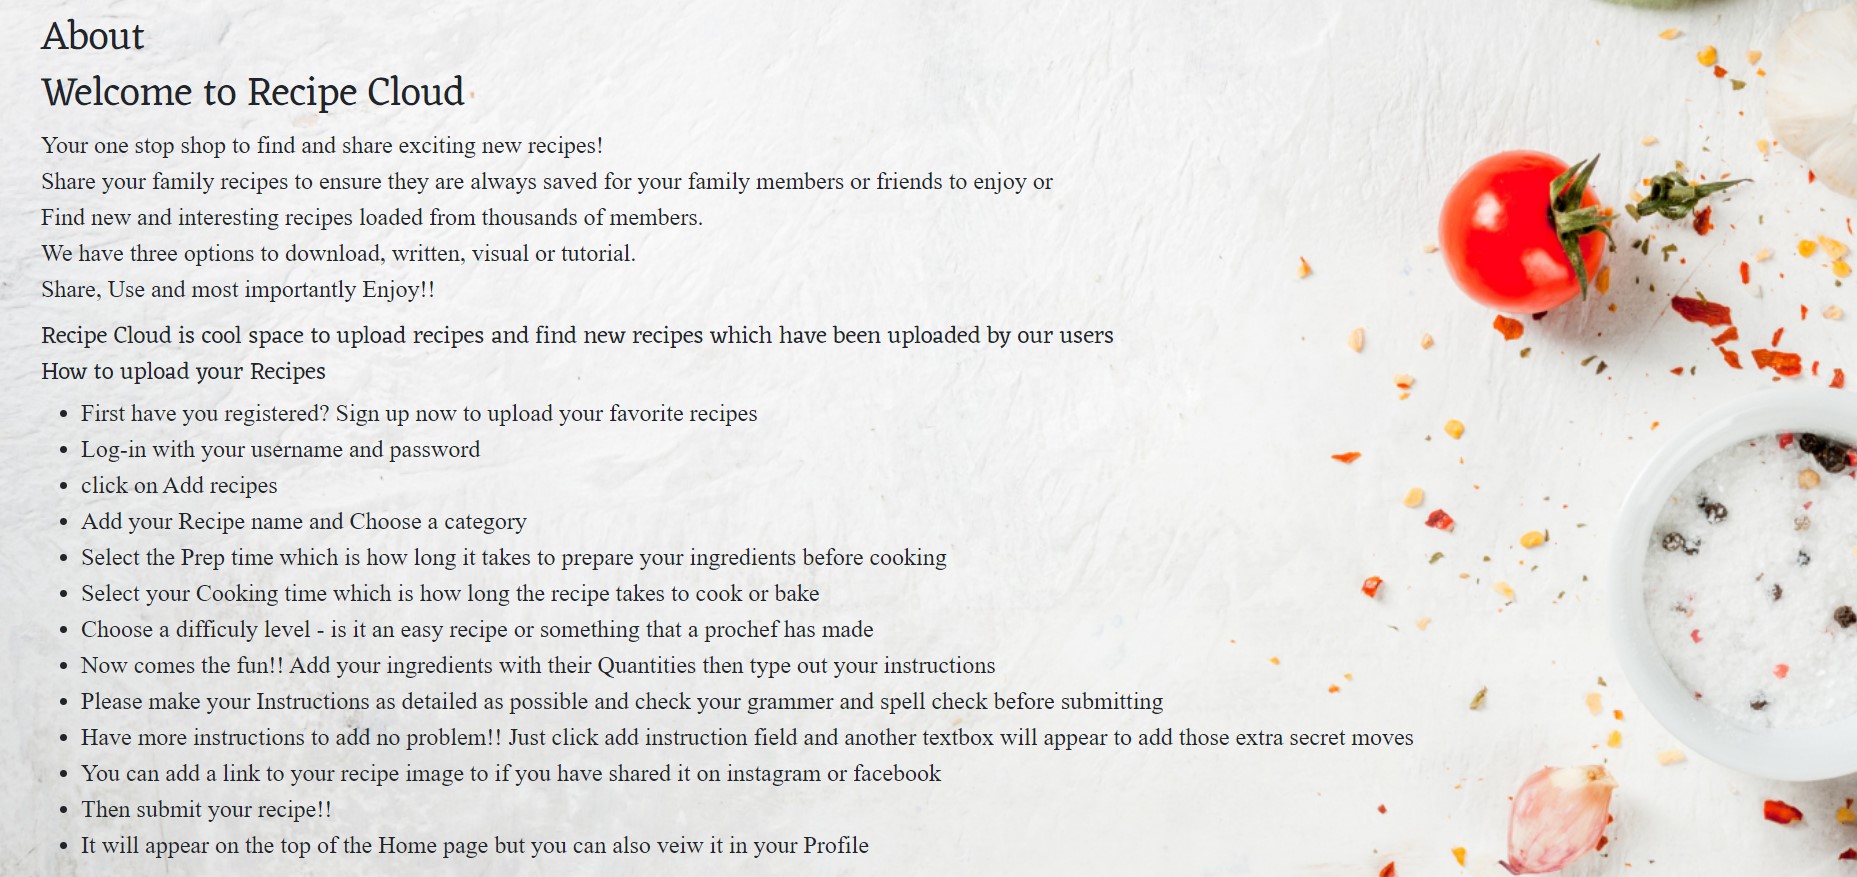 About
Welcome to Recipe Cloud
Your one stop shop to find and share exciting new recipes!
Share your family recipes to ensure they are always saved for your family members or friends to enjoy or
Find new and interesting recipes loaded from thousands of members.
We have three options to download, written, visual or tutorial.
Share, Use and most importantly Enjoy!!
Recipe Cloud is cool space to upload recipes and find new recipes which have been uploaded by our users
How to upload your Recipes
• First have you registered? Sign up now to upload your favorite recipes
• Log-in with your username and password
• click on Add recipes
• Add your Recipe name and Choose a category
• Select the Prep time which is how long it takes to prepare your ingredients before cooking
• Select your Cooking time which is how long the recipe takes to cook or bake
• Choose a difficuly level - is it an easy recipe or something that a prochef has made
• Now comes the fun!! Add your ingredients with their Quantities then type out your instructions
• Please make your Instructions as detailed as possible and check your grammer and spell check before submitting
• Have more instructions to add no problem!! Just click add instruction field and another textbox will appear to add those extra secret moves
• You can add a link to your recipe image to if you have shared it on instagram or facebook
• Then submit your recipe!!
• It will appear on the top of the Home page but you can also veiw it in your Profile